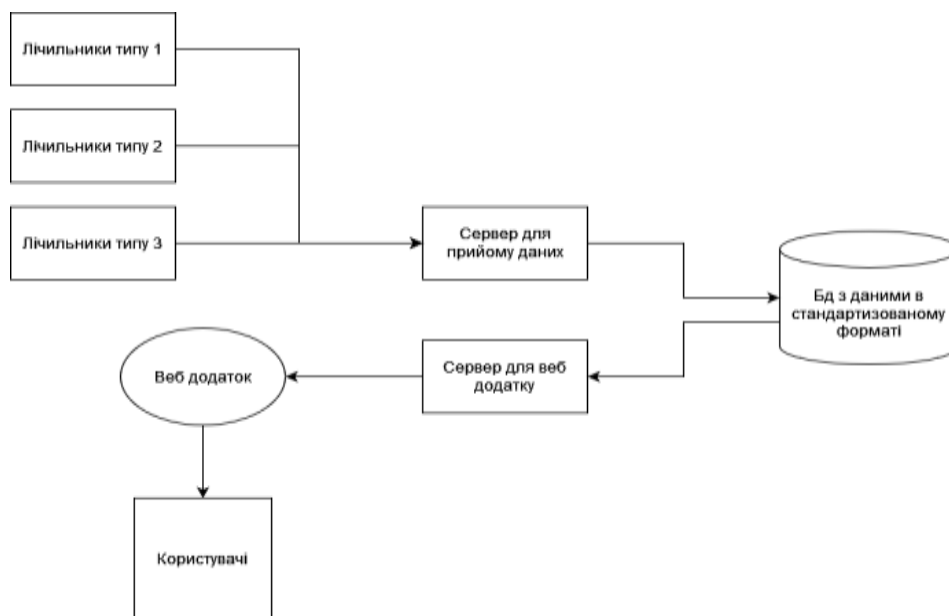 Лічильники типу 1
Лічильники типу 2
Лічильники типу 3
Сервер для
прийому даних
Бд з даними в
стандартизованому
форматі
Сервер для веб
додатку
Веб додаток
Користувачі